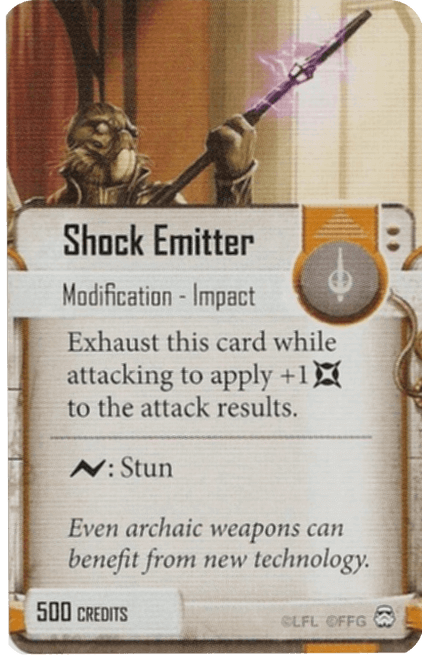 Shock Emitter
Modification - Impact
Exhaust this card while
attacking to apply +1
to the attack results.
: Stun
Even archaic weapons can
benefit from new technology.
500 CREDITS
©LFL ©FFG